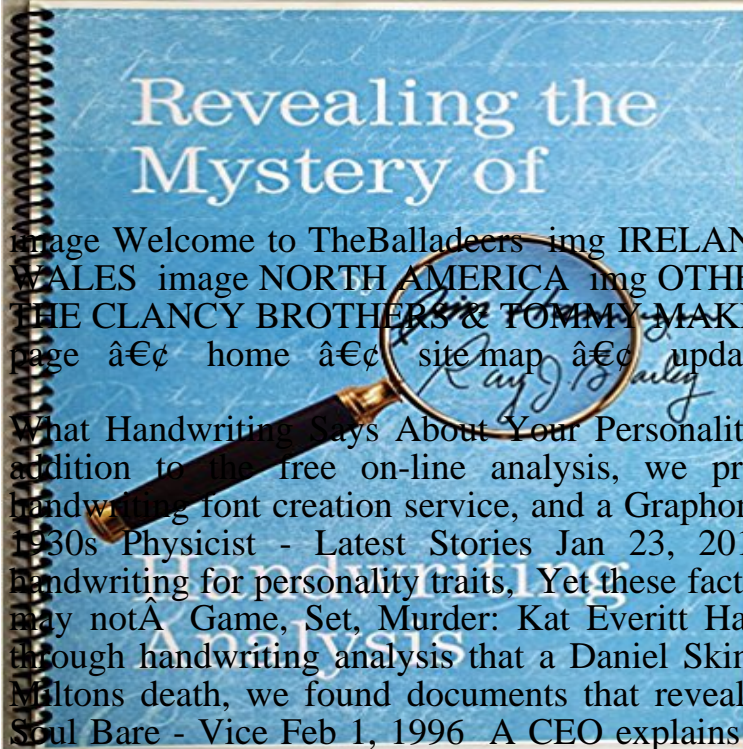 Revealing the
Mystery of
image Welcome to TheBalladeers img IRELAN
WALES image NORTH AMERICA img OTHE
by
THE CLANCY BROTHERS & TOMMY MAK
page â€¢ home â€¢ site map â€¢ upda
Ray J.
What Handwriting Says About Your Personalit
addition to the free on-line analysis, we pr
handwriting font creation service, and a Graphor
1930s Physicist - Latest Stories Jan 23, 201
handwriting for personality traits, Yet these fact
Handwriting
may notÂ Game, Set, Murder: Kat Everitt Ha
Analysis
through handwriting analysis that a Daniel Skin
Miltons death, we found documents that reveal
Soul Bare - Vice Feb 1, 1996 A CEO explains